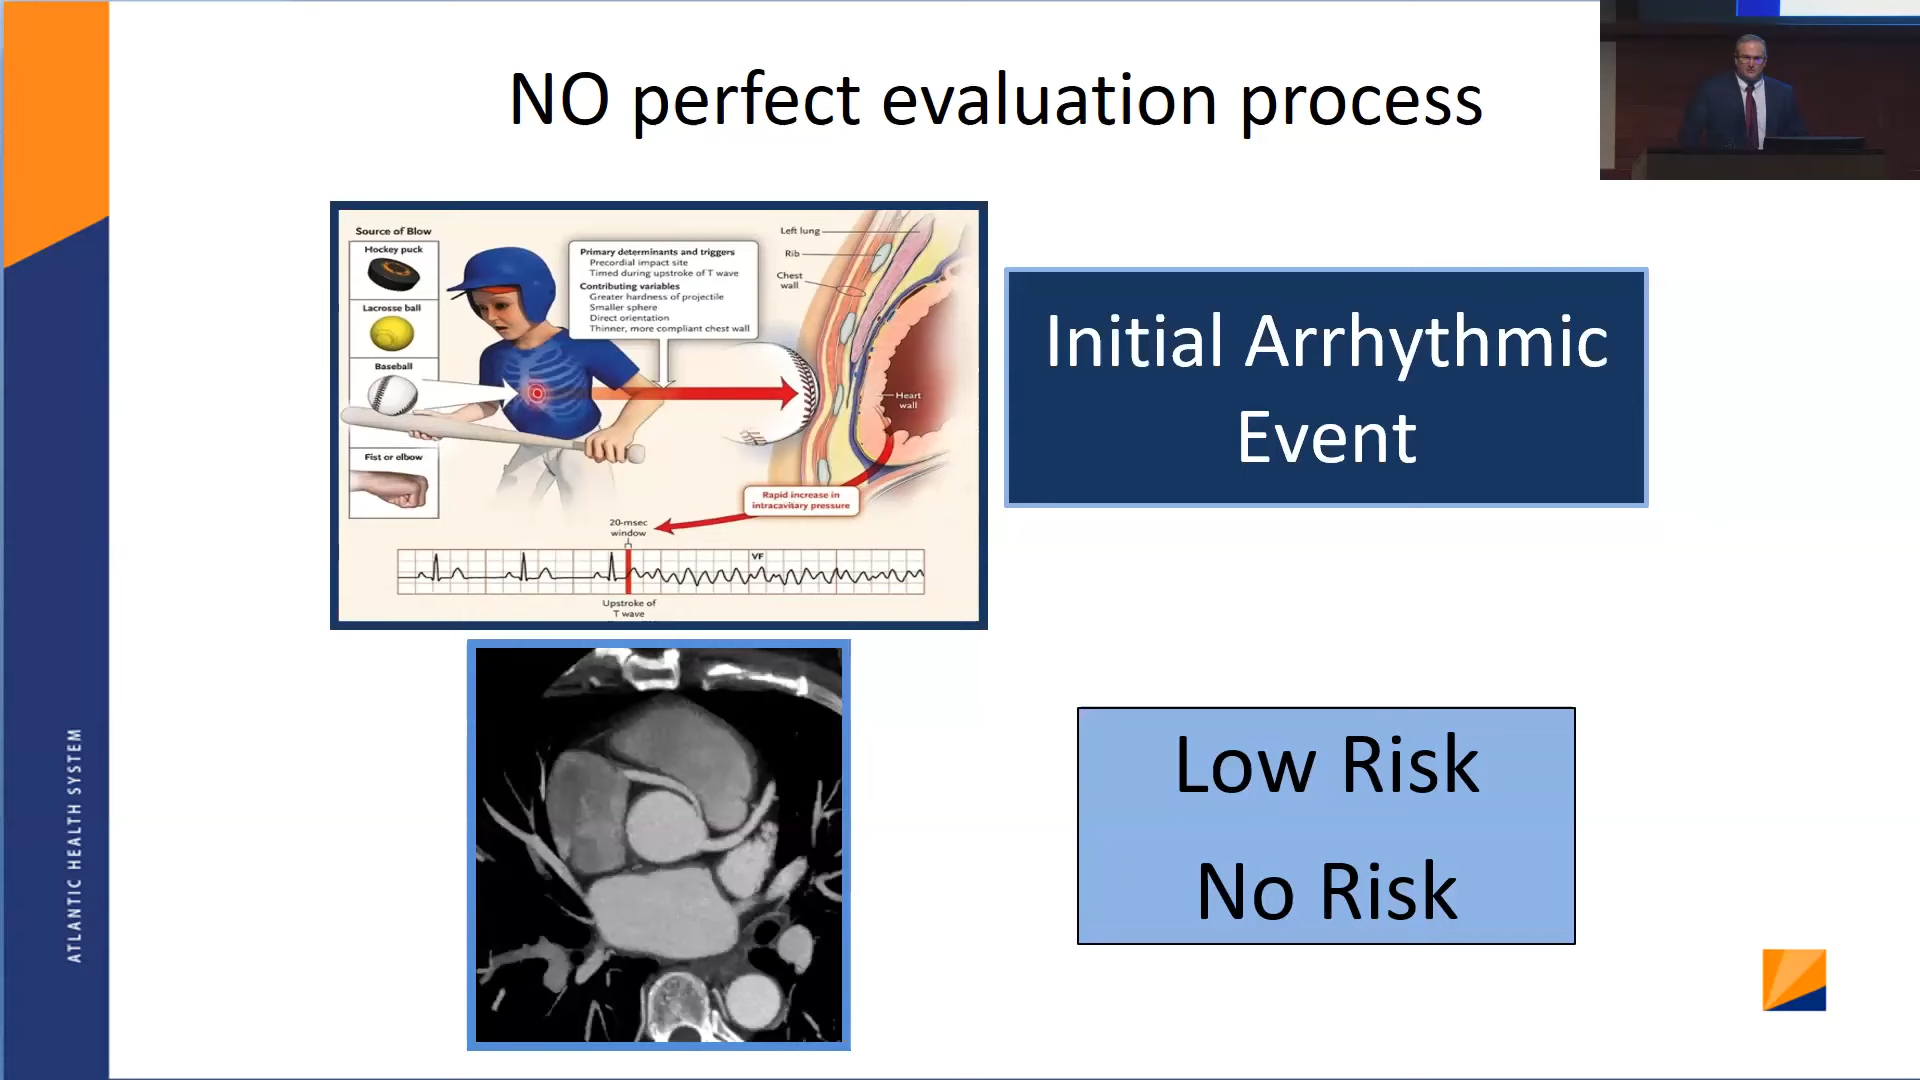 NO perfect evaluation process
Source of Blow
Hockey puck
Lacrosse ball
Baseball
Fist or elbow
Primary determinants and triggers
Precordial impact site
Timed during upstroke of T wave
Contributing variables
Greater hardness of projectile
Smaller sphere
Direct orientation
Thinner, more compliant chest wall
Left lung
Rib
Chest
wall
Heart
wall
Rapid increase in
intracavitary pressure
20-msec
window
VF
Upstroke of
T wave
Initial Arrhythmic
Event
Low Risk
No Risk
ATLANTIC HEALTH SYSTEM